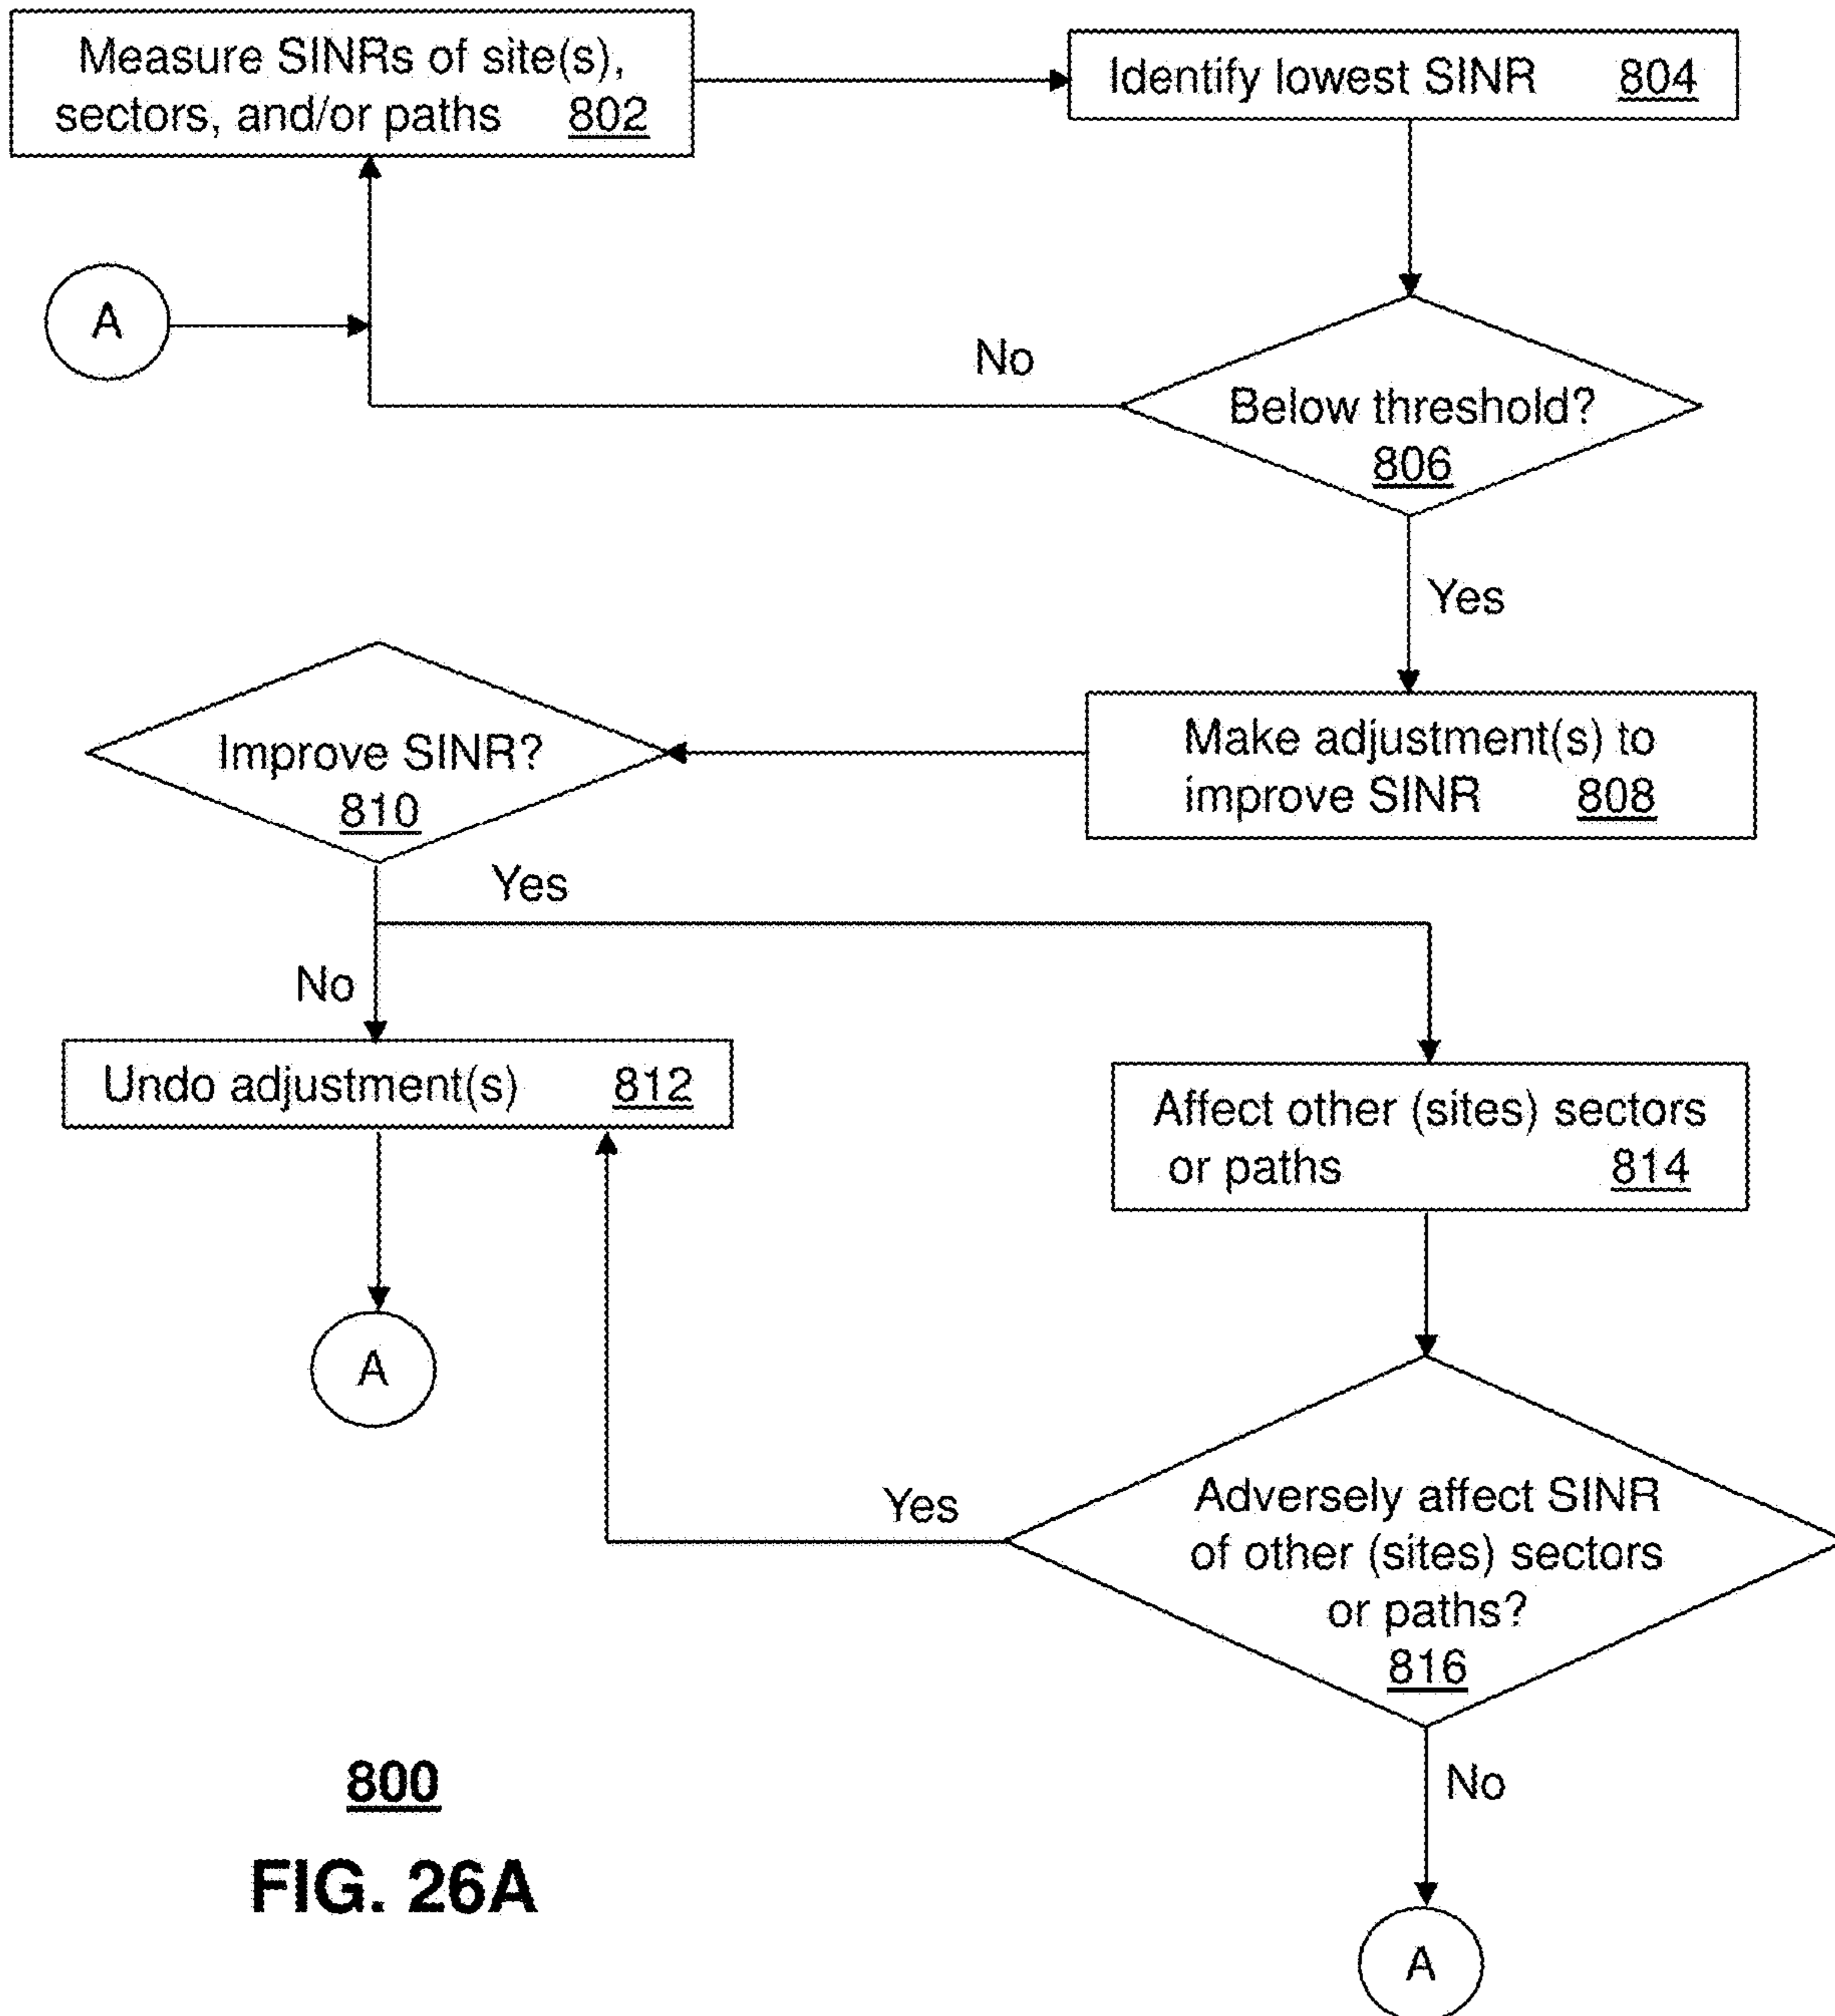 Measure SINRs of site(s),
sectors, and/or paths 802
Identify lowest SINR 804
A
No
Below threshold?
806
Yes
Improve SINR?
810
Make adjustment(s) to
improve SINR 808
Yes
No
Undo adjustment(s) 812
Affect other (sites) sectors
or paths 814
A
Yes
Adversely affect SINR
of other (sites) sectors
or paths?
816
No
800
FIG. 26A
A